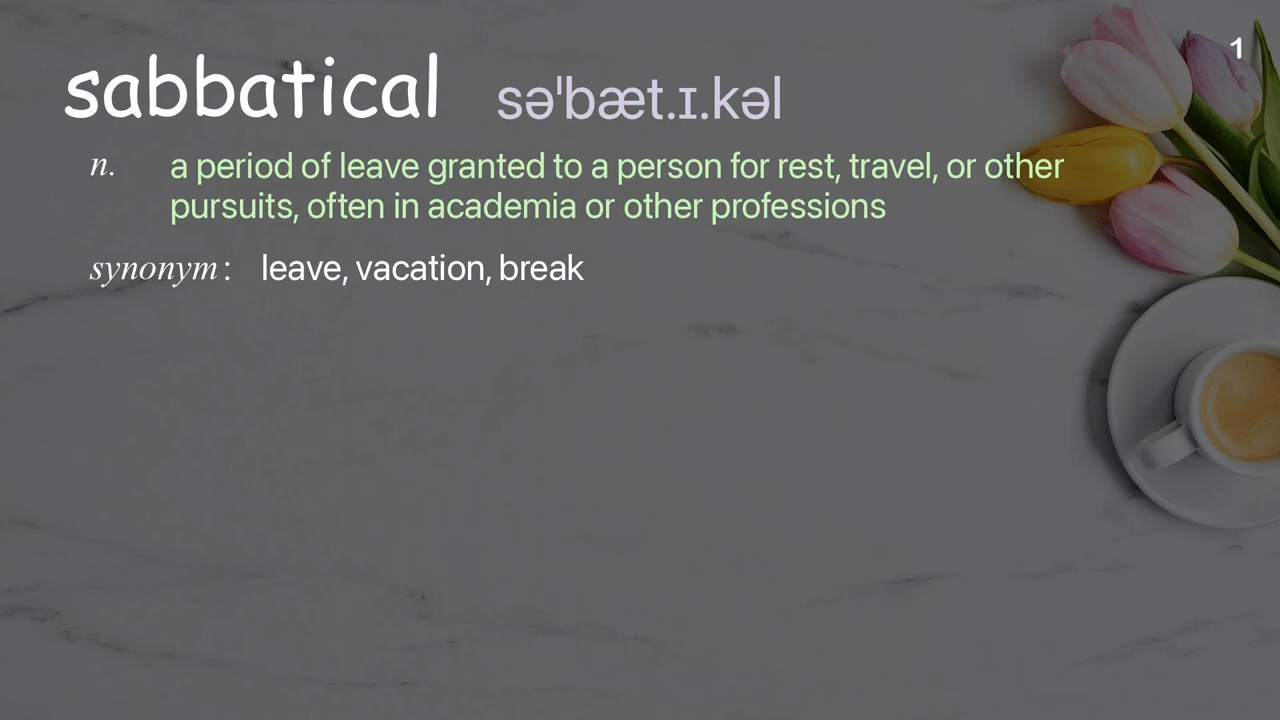 1
sabbatical səˈbæt.ɪ.kəl
n. a period of leave granted to a person for rest, travel, or other
pursuits, often in academia or other professions
synonym: leave, vacation, break